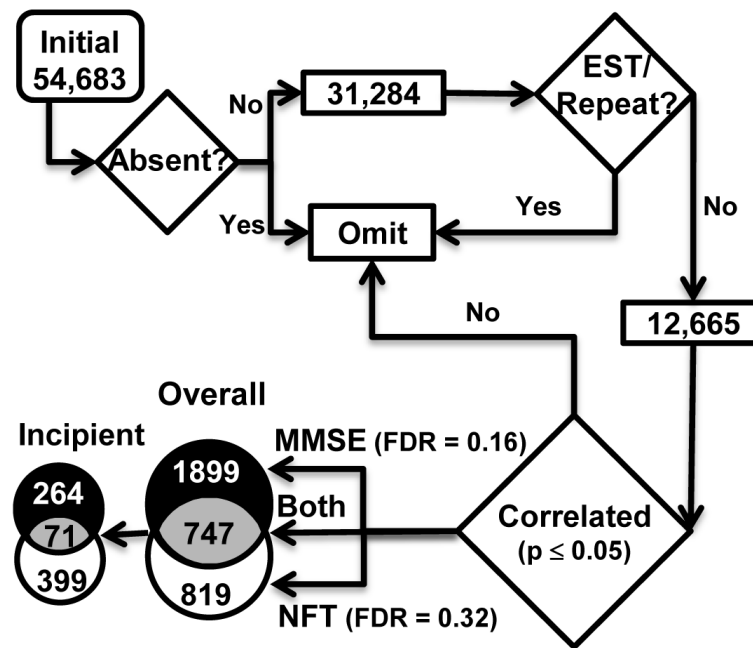 Initial
54,683
Absent?
No
Yes
31,284
EST/
Repeat?
Yes
No
Omit
12,665
No
Correlated
(p ≤ 0.05)
Overall
Incipient
MMSE (FDR = 0.16)
Both
NFT (FDR = 0.32)
1899
747
819
264
71
399